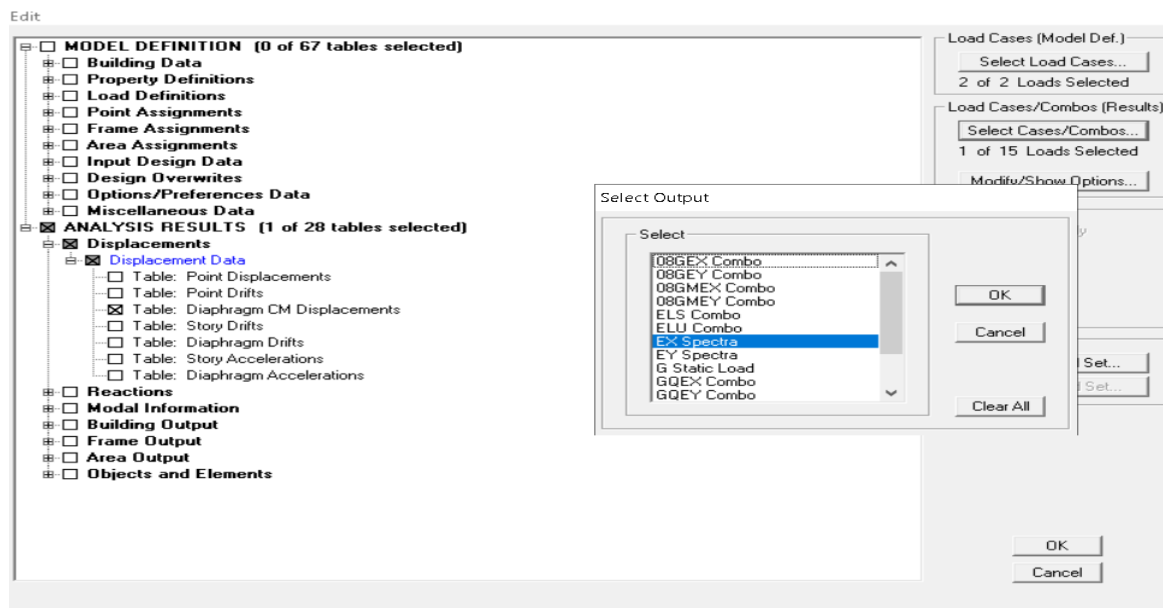 Edit
MODEL DEFINITION (0 of 67 tables selected)
Building Data
Property Definitions
Load Definitions
Point Assignments
Frame Assignments
Area Assignments
Input Design Data
Design Overwrites
Options/Preferences Data
Miscellaneous Data
ANALYSIS RESULTS (1 of 28 tables selected)
Displacements
Displacement Data
Table: Point Displacements
Table: Point Drifts
Table: Diaphragm CM Displacements
Table: Story Drifts
Table: Diaphragm Drifts
Table: Story Accelerations
Table: Diaphragm Accelerations
Reactions
Modal Information
Building Output
Frame Output
Area Output
Objects and Elements
Load Cases (Model Def.)
Select Load Cases...
2 of 2 Loads Selected
Load Cases/Combos (Results)
Select Cases/Combos...
1 of 15 Loads Selected
Modify/Show Options...
Select Output
Select
08GEX Combo
08GEY Combo
08GMEX Combo
08GMEY Combo
ELS Combo
ELU Combo
EX Spectra
EY Spectra
G Static Load
GQEX Combo
GQEY Combo
OK
Cancel
Clear All
Set...
Set...
OK
Cancel